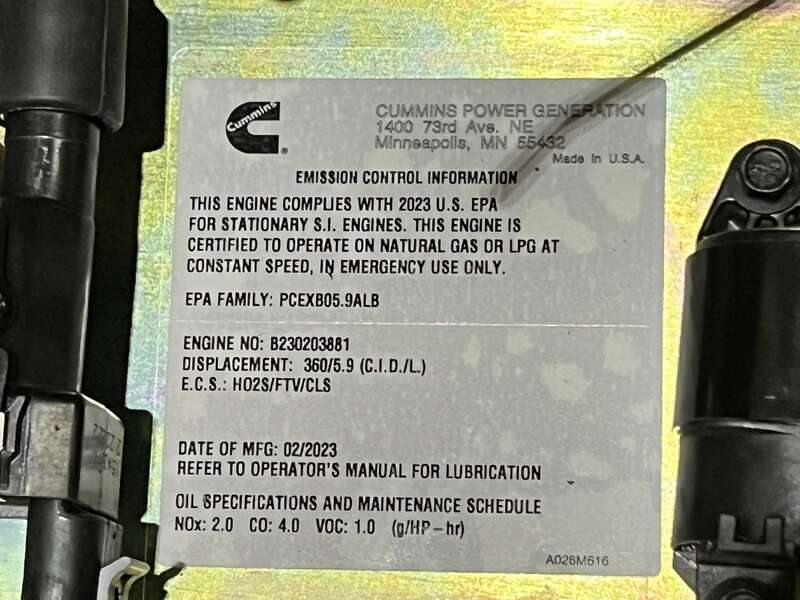 Cummins
CUMMINS POWER GENERATION
1400 73rd Ave. NE
Minneapolis, MN 55432
Made in U.S.A.
EMISSION CONTROL INFORMATION
THIS ENGINE COMPLIES WITH 2023 U.S. EPA
FOR STATIONARY S.I. ENGINES. THIS ENGINE IS
CERTIFIED TO OPERATE ON NATURAL GAS OR LPG AT
CONSTANT SPEED, IN EMERGENCY USE ONLY.
EPA FAMILY: PCEXB05.9ALB
ENGINE NO: B230203881
DISPLACEMENT: 360/5.9 (C.I.D./L.)
E.C.S.: HO2S/FTV/CLS
DATE OF MFG: 02/2023
REFER TO OPERATOR'S MANUAL FOR LUBRICATION
OIL SPECIFICATIONS AND MAINTENANCE SCHEDULE
NOx: 2.0 CO: 4.0 VOC: 1.0 (g/HP-hr)
A026M616